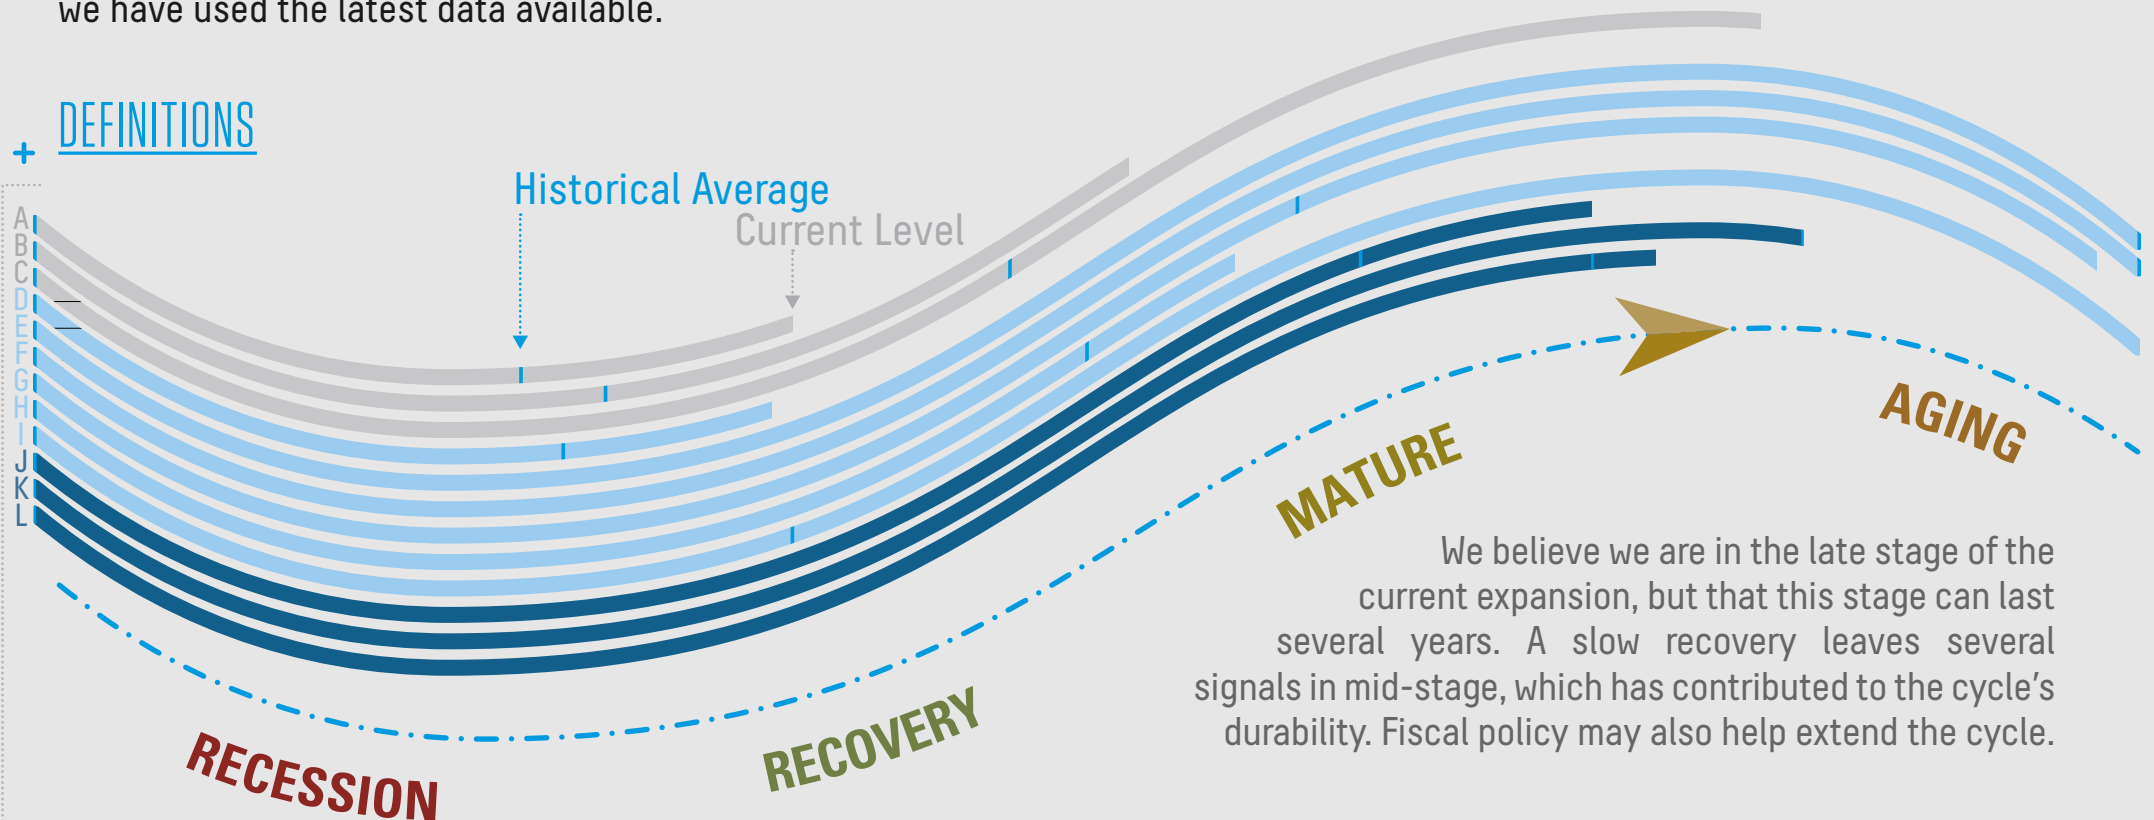 we have used the latest data available.
DEFINITIONS
+
Historical Average
Current Level
A
B
C
D
E
F
G
H
I
J
K
L
RECESSION
RECOVERY
MATURE
AGING
We believe we are in the late stage of the
current expansion, but that this stage can last
several years. A slow recovery leaves several
signals in mid-stage, which has contributed to the cycle's
durability. Fiscal policy may also help extend the cycle.